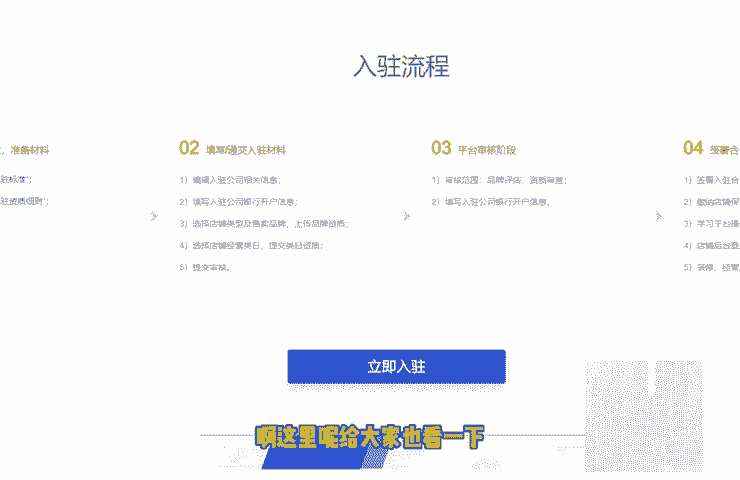 入驻流程
，准备材料
驻标准”；
驻资质细则”；
02 填写/递交入驻材料
1）编辑入驻公司相关信息；
2）填写入驻公司银行开户信息；
3）选择店铺类型及售卖品牌、上传品牌资质；
4）选择店铺经营类目、提交类目资质；
5）提交审核。
03 平台审核阶段
1）审核范围：品牌评估、资质审查；
2）填写入驻公司银行开户信息。
04 签署合
1）签署入驻合
2）缴纳店铺保
3）学习平台操
4）店铺后台登
5）装修、经营
立即入驻
啊这里呢给大家也看一下